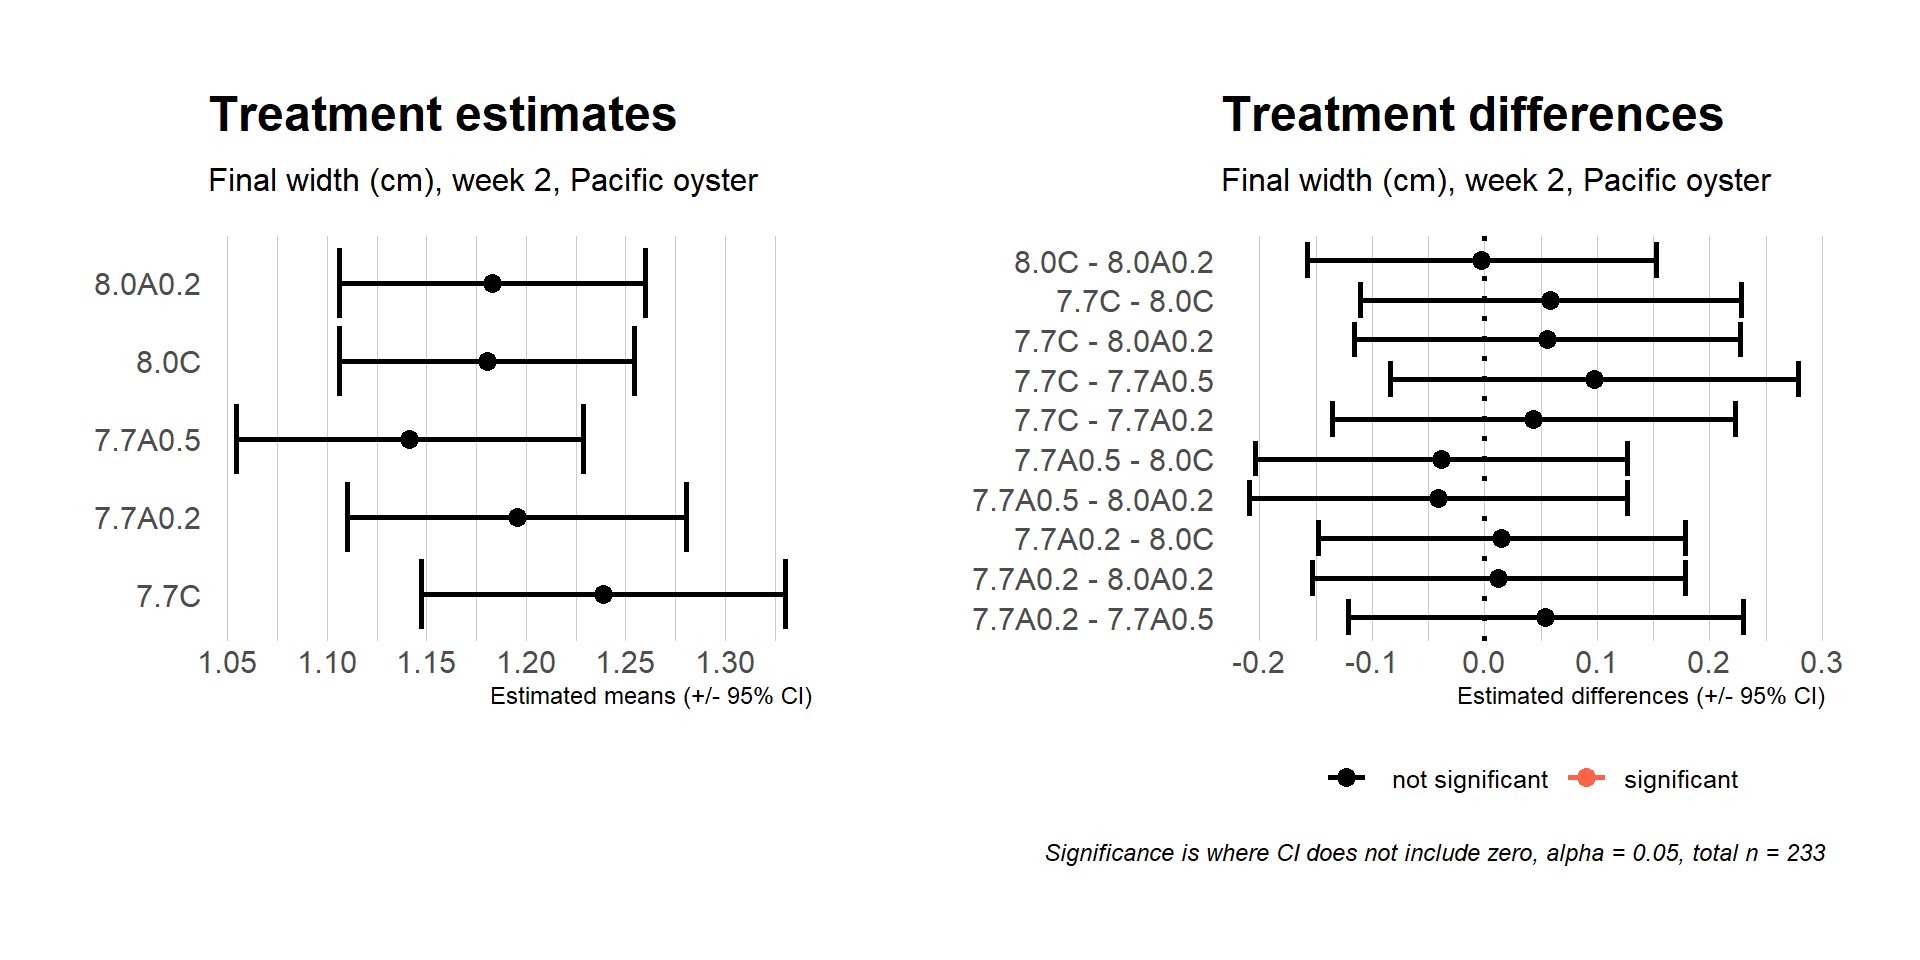 Treatment estimates
Final width (cm), week 2, Pacific oyster
8.0A0.2
8.0C
7.7A0.5
7.7A0.2
7.7C
1.05 1.10 1.15 1.20 1.25 1.30
Estimated means (+/- 95% CI)
Treatment differences
Final width (cm), week 2, Pacific oyster
8.0C - 8.0A0.2
7.7C - 8.0C
7.7C - 8.0A0.2
7.7C - 7.7A0.5
7.7C - 7.7A0.2
7.7A0.5 - 8.0C
7.7A0.5 - 8.0A0.2
7.7A0.2 - 8.0C
7.7A0.2 - 8.0A0.2
7.7A0.2 - 7.7A0.5
-0.2 -0.1 0.0 0.1 0.2 0.3
Estimated differences (+/- 95% CI)
not significant significant
Significance is where CI does not include zero, alpha = 0.05, total n = 233